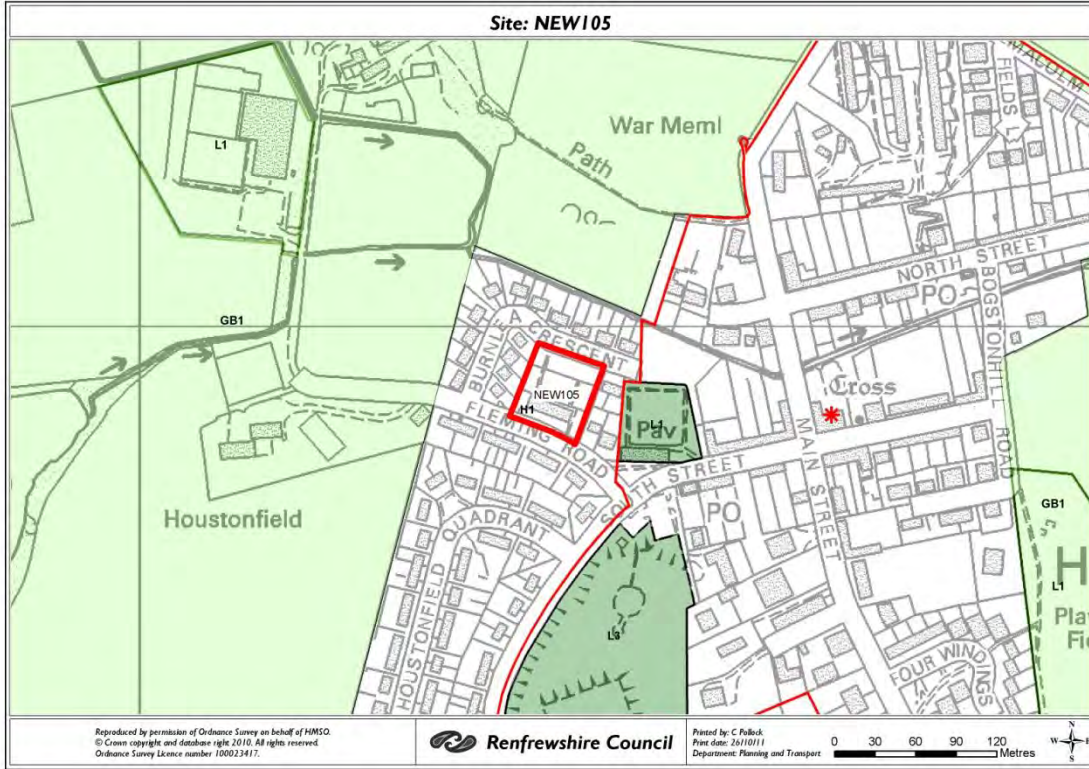 Site: NEW105
MALCOLM
FIELDS L
War Meml
L1
Path
NORTH STREET
PO
BOGSTONHILL ROAD
GB1
BURNLEA CRESCENT
Cross
NEW105
H1
L1
Pav
FLEMING ROAD
MAIN STREET
SOUTH STREET
GB1
Houstonfield
QUADRANT
PO
H
L1
Pla
Fi
L3
HOUSTONFIELD
FOUR WINDINGS
Reproduced by permission of Ordnance Survey on behalf of HMSO.
© Crown copyright and database right 2010. All rights reserved.
Ordnance Survey Licence number 100023417.
Renfrewshire Council
Printed by: C Pollock
Print date: 26/10/11
Department: Planning and Transport
0 30 60 90 120
Metres
N
W E
S